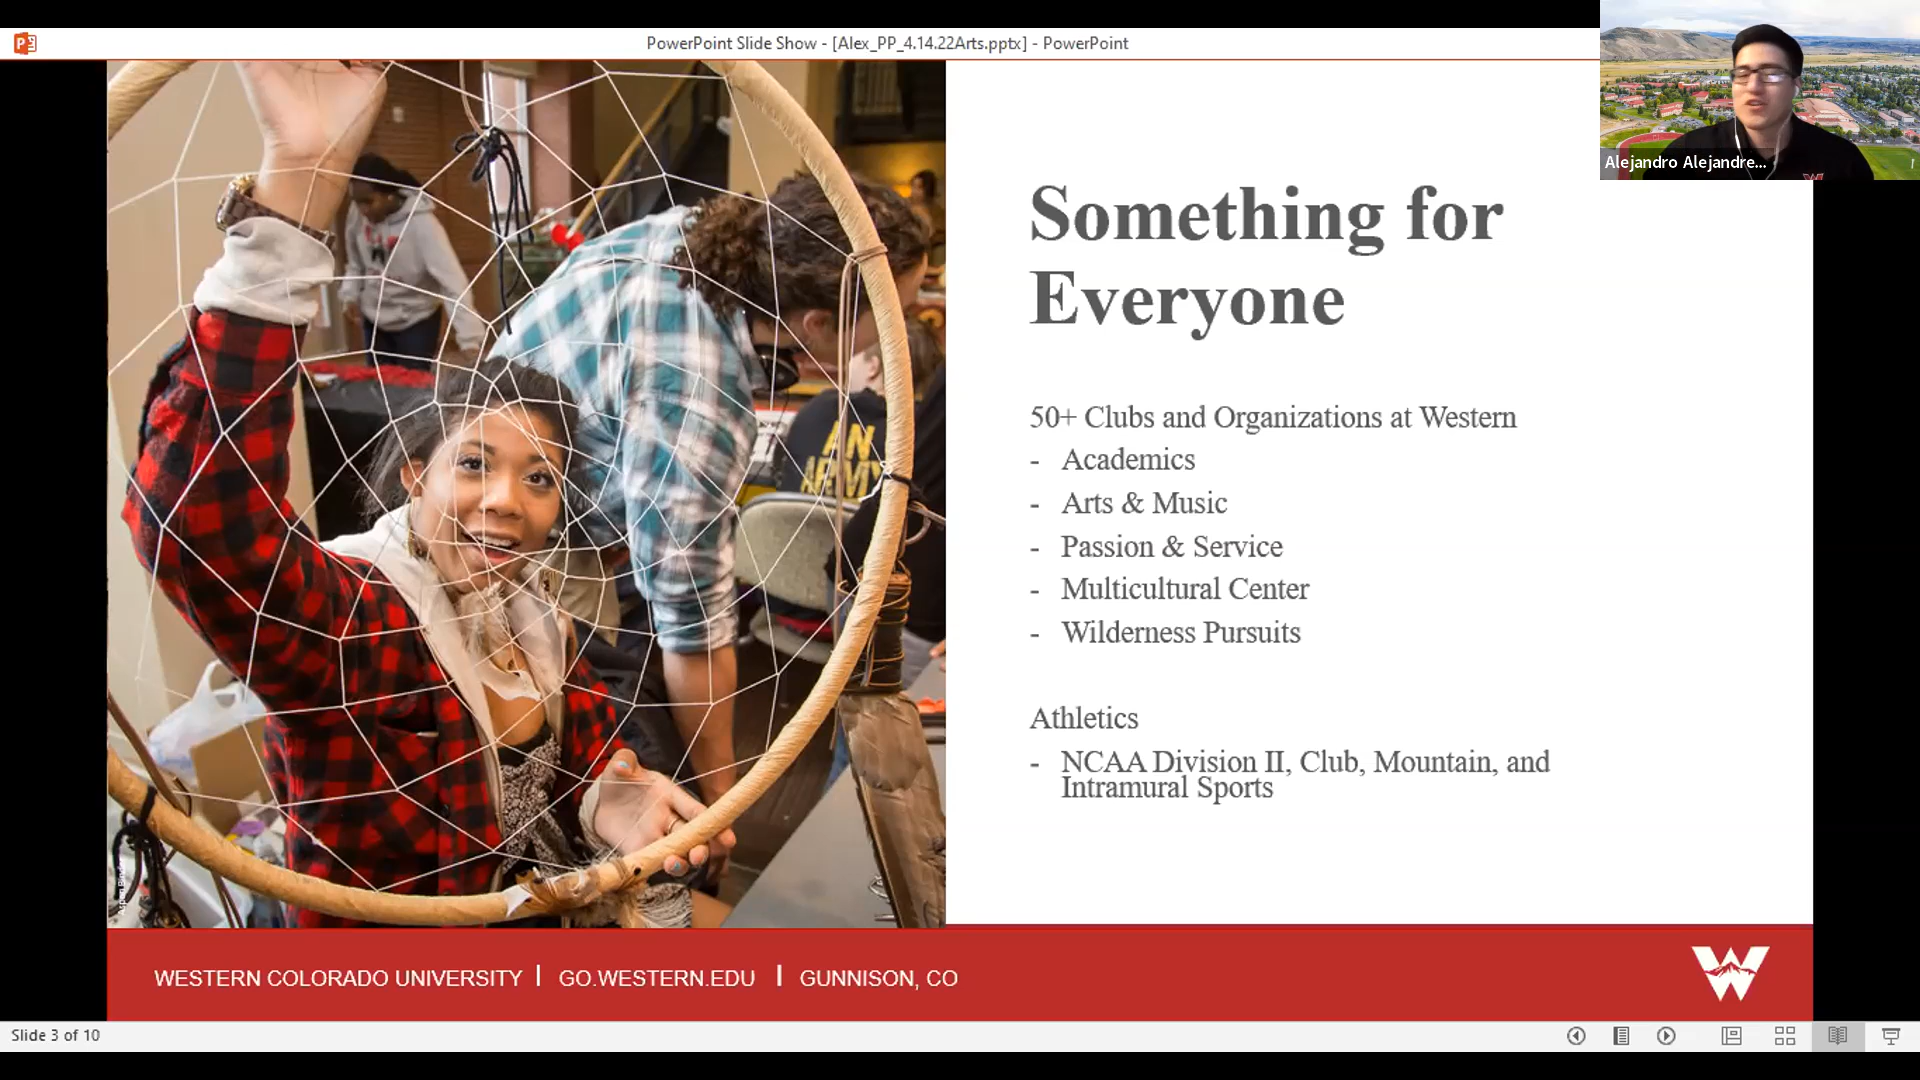 PowerPoint Slide Show - [Alex_PP_4.14.22Arts.pptx] - PowerPoint
Alejandro Alejandre...
Something for
Everyone
50+ Clubs and Organizations at Western
- Academics
- Arts & Music
- Passion & Service
- Multicultural Center
- Wilderness Pursuits
Athletics
- NCAA Division II, Club, Mountain, and
Intramural Sports
AN
ARMY
WESTERN COLORADO UNIVERSITY | GO.WESTERN.EDU | GUNNISON, CO
W
Slide 3 of 10